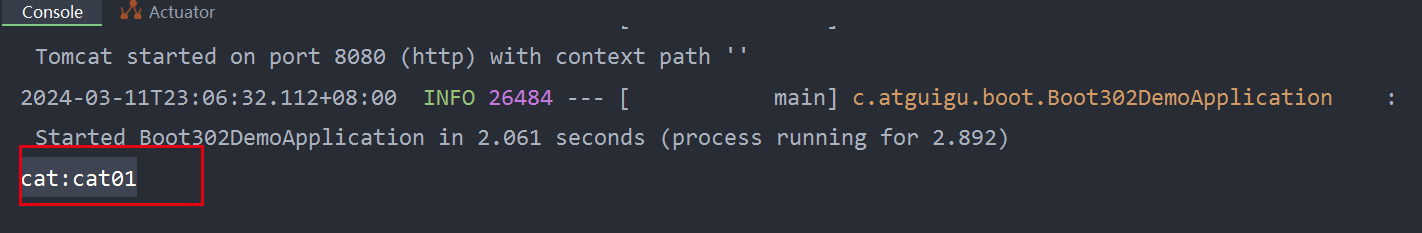 Console Actuator
[ ]
Tomcat started on port 8080 (http) with context path ''
2024-03-11T23:06:32.112+08:00 INFO 26484 --- [ main] c.atguigu.boot.Boot302DemoApplication :
Started Boot302DemoApplication in 2.061 seconds (process running for 2.892)
cat:cat01